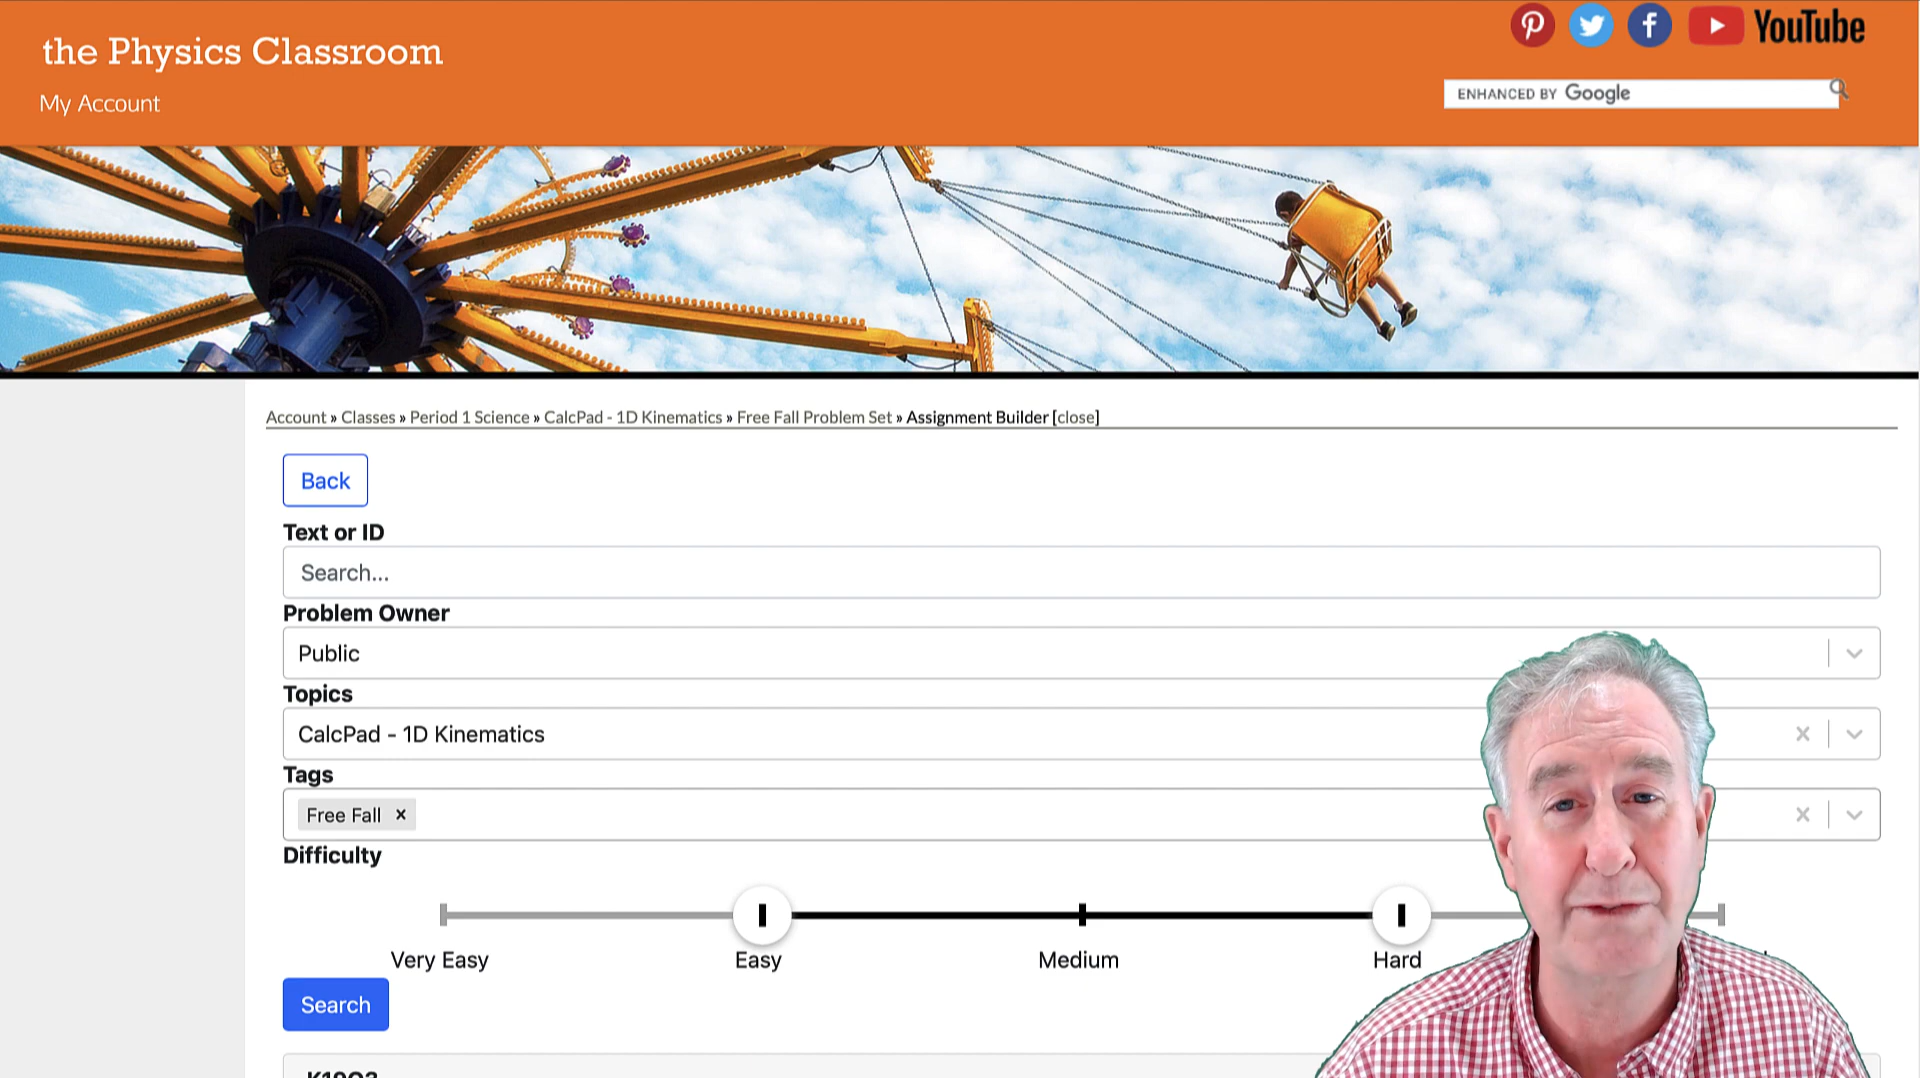 the Physics Classroom
YouTube
My Account
ENHANCED BY Google
Account » Classes » Period 1 Science » CalcPad - 1D Kinematics » Free Fall Problem Set » Assignment Builder [close]
Back
Text or ID
Search...
Problem Owner
Public
Topics
CalcPad - 1D Kinematics
Tags
Free Fall ×
Difficulty
Very Easy Easy Medium Hard
Search